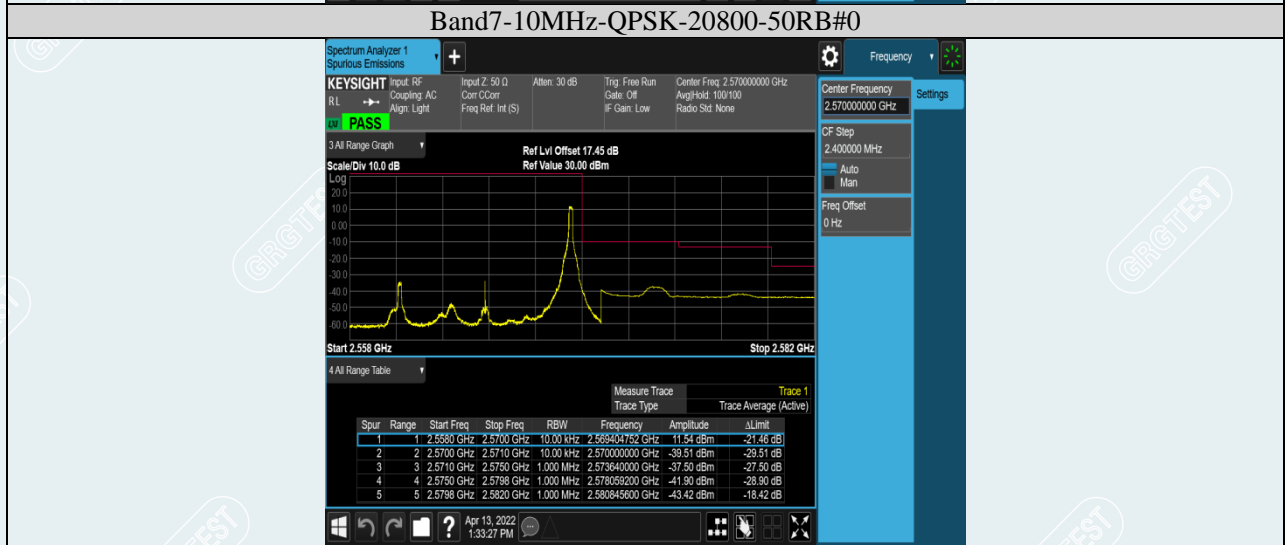 Band7-10MHz-QPSK-20800-50RB#0
Spectrum Analyzer 1
Spurious Emissions
+
Frequency
KEYSIGHT
Input: RF
Coupling: AC
Align: Light
Input Z: 50 Ω
Corr CCorr
Freq Ref: Int (S)
Atten: 30 dB
Trig: Free Run
Gate: Off
IF Gain: Low
Center Freq: 2.570000000 GHz
Avg|Hold: 100/100
Radio Std: None
RL
LXI PASS
Center Frequency
2.570000000 GHz
Settings
CF Step
2.400000 MHz
Auto
Man
Freq Offset
0 Hz
3 All Range Graph
Ref Lvl Offset 17.45 dB
Scale/Div 10.0 dB
Ref Value 30.00 dBm
Log
20.0
10.0
0.00
-10.0
-20.0
-30.0
-40.0
-50.0
-60.0
Start 2.558 GHz
Stop 2.582 GHz
4 All Range Table
Measure Trace Trace 1
Trace Type Trace Average (Active)
Spur Range Start Freq Stop Freq RBW Frequency Amplitude ΔLimit
1 1 2.5580 GHz 2.5700 GHz 10.00 kHz 2.569404752 GHz 11.54 dBm -21.46 dB
2 2 2.5700 GHz 2.5710 GHz 10.00 kHz 2.570000000 GHz -39.51 dBm -29.51 dB
3 3 2.5710 GHz 2.5750 GHz 1.000 MHz 2.573640000 GHz -37.50 dBm -27.50 dB
4 4 2.5750 GHz 2.5798 GHz 1.000 MHz 2.578059200 GHz -41.90 dBm -28.90 dB
5 5 2.5798 GHz 2.5820 GHz 1.000 MHz 2.580845600 GHz -43.42 dBm -18.42 dB
?
Apr 13, 2022
1:33:27 PM
GRGTEST
GRGTEST
GRGTEST